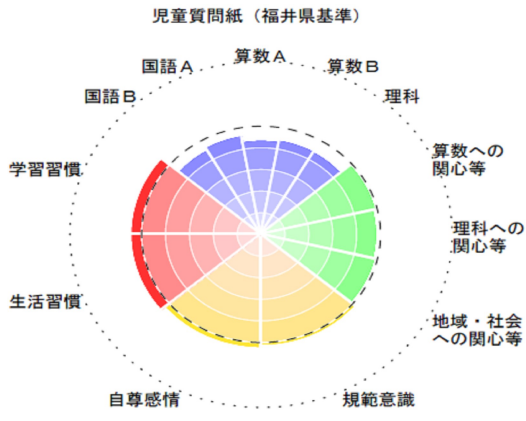 児童質問紙（福井県基準）
算数A
国語A
算数B
国語B
理科
算数への
関心等
学習習慣
理科への
関心等
生活習慣
地域・社会
への関心等
自尊感情
規範意識